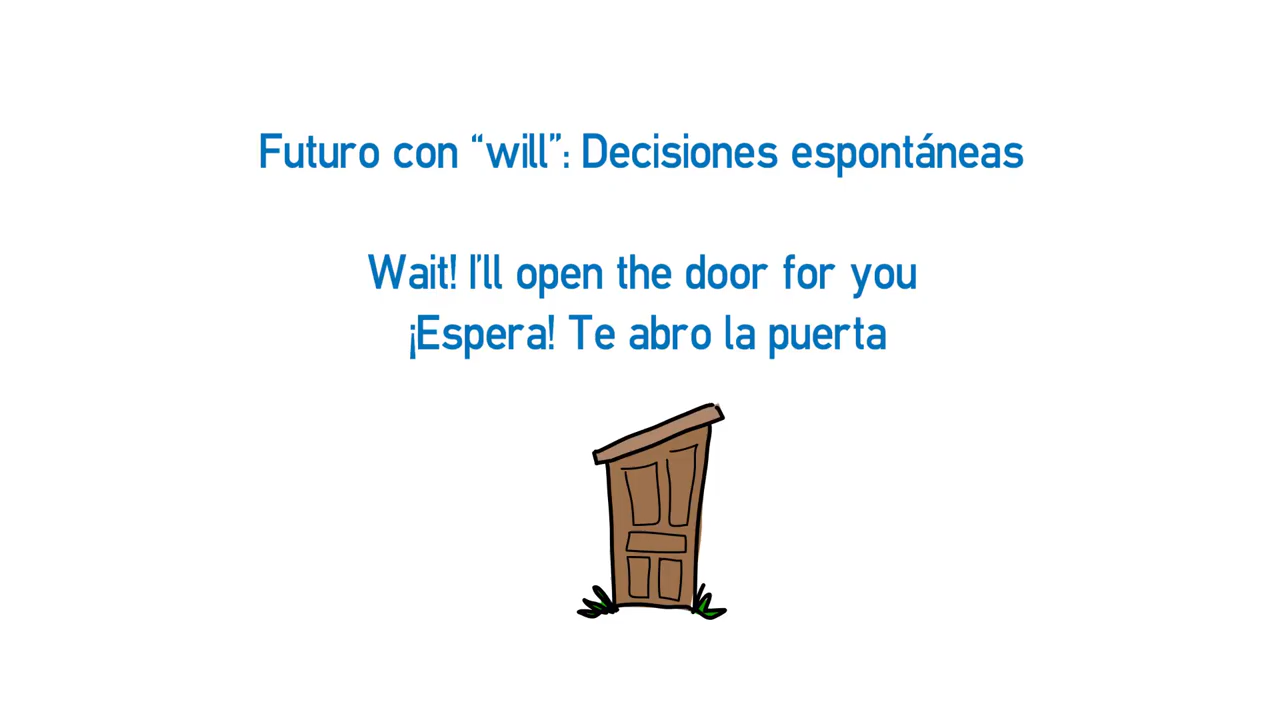 Futuro con “will”: Decisiones espontáneas
Wait! I'll open the door for you
¡Espera! Te abro la puerta